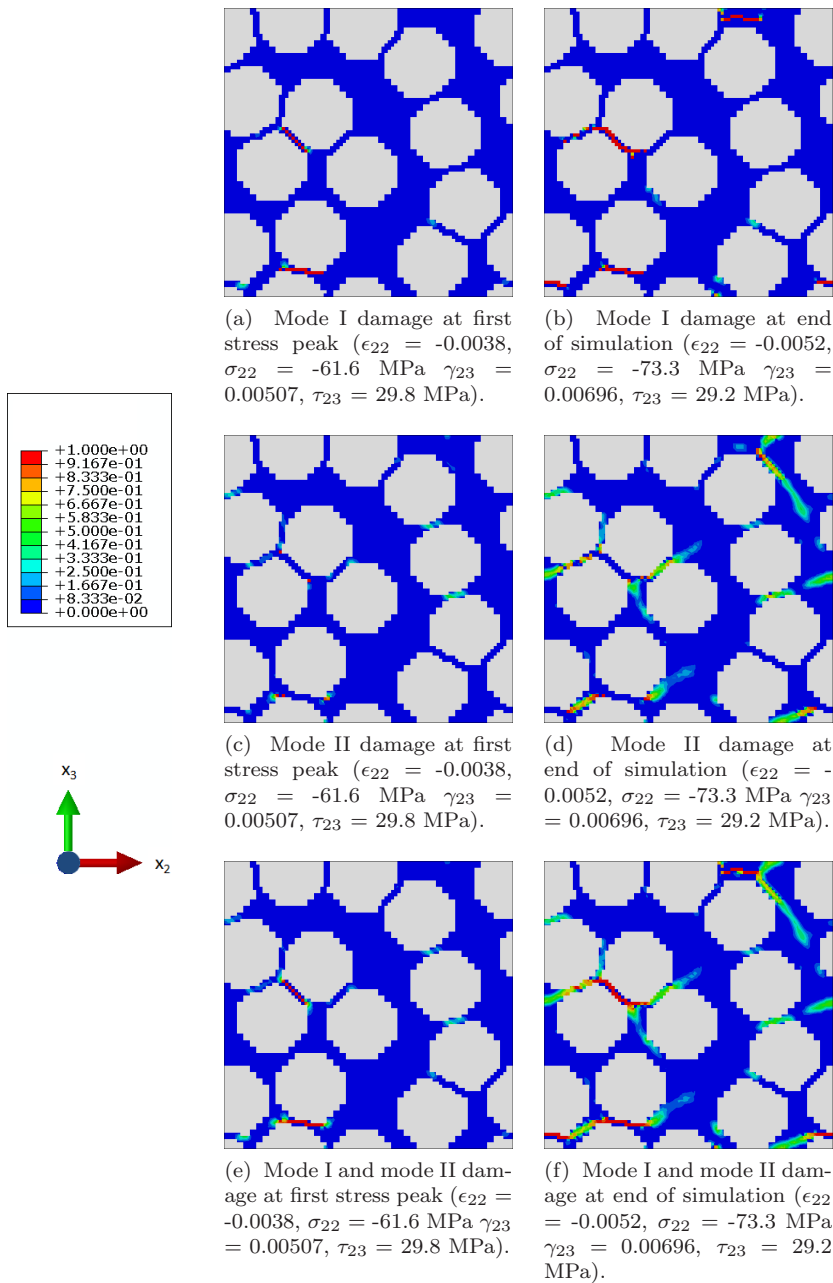 (a) Mode I damage at first
stress peak (ϵ22 = -0.0038,
σ22 = -61.6 MPa γ23 =
0.00507, τ23 = 29.8 MPa).
(b) Mode I damage at end
of simulation (ϵ22 = -0.0052,
σ22 = -73.3 MPa γ23 =
0.00696, τ23 = 29.2 MPa).
+1.000e+00
+9.167e-01
+8.333e-01
+7.500e-01
+6.667e-01
+5.833e-01
+5.000e-01
+4.167e-01
+3.333e-01
+2.500e-01
+1.667e-01
+8.333e-02
+0.000e+00
(c) Mode II damage at first
stress peak (ϵ22 = -0.0038,
σ22 = -61.6 MPa γ23 =
0.00507, τ23 = 29.8 MPa).
(d) Mode II damage at
end of simulation (ϵ22 = -
0.0052, σ22 = -73.3 MPa γ23
= 0.00696, τ23 = 29.2 MPa).
x3
x2
(e) Mode I and mode II dam-
age at first stress peak (ϵ22 =
-0.0038, σ22 = -61.6 MPa γ23
= 0.00507, τ23 = 29.8 MPa).
(f) Mode I and mode II dam-
age at end of simulation (ϵ22
= -0.0052, σ22 = -73.3 MPa
γ23 = 0.00696, τ23 = 29.2
MPa).